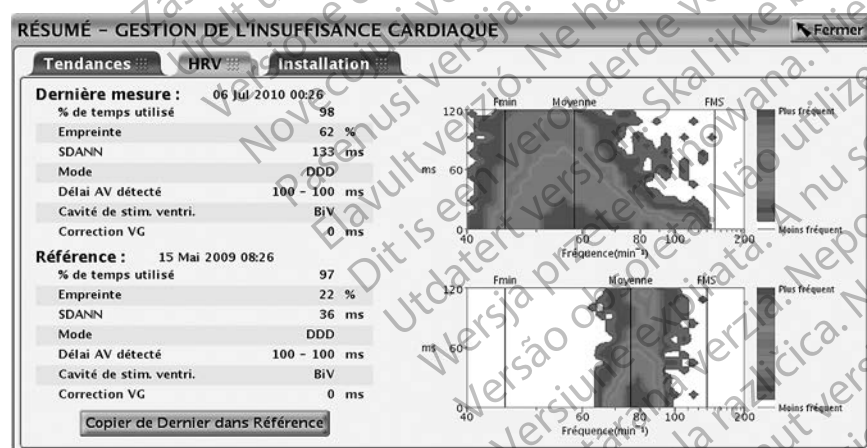 RÉSUMÉ – GESTION DE L'INSUFFISANCE CARDIAQUE
Fermer
Tendances HRV Installation
Dernière mesure : 06 Jul 2010 00:26
% de temps utilisé 98
Empreinte 62 %
SDANN 133 ms
Mode DDD
Délai AV détecté 100 – 100 ms
Cavité de stim. ventri. BiV
Correction VG 0 ms
Référence : 15 Mai 2009 08:26
% de temps utilisé 97
Empreinte 22 %
SDANN 36 ms
Mode DDD
Délai AV détecté 100 – 100 ms
Cavité de stim. ventri. BiV
Correction VG 0 ms
Copier de Dernier dans Référence
Fmin Moyenne FMS
120
ms 60
0
40 60 80 100 200
Fréquence(min⁻¹)
Plus fréquent
Moins fréquent
Fmin Moyenne FMS
120
ms 60
0
40 60 80 100 200
Fréquence(min⁻¹)
Plus fréquent
Moins fréquent
Dit is een verouderde versie.